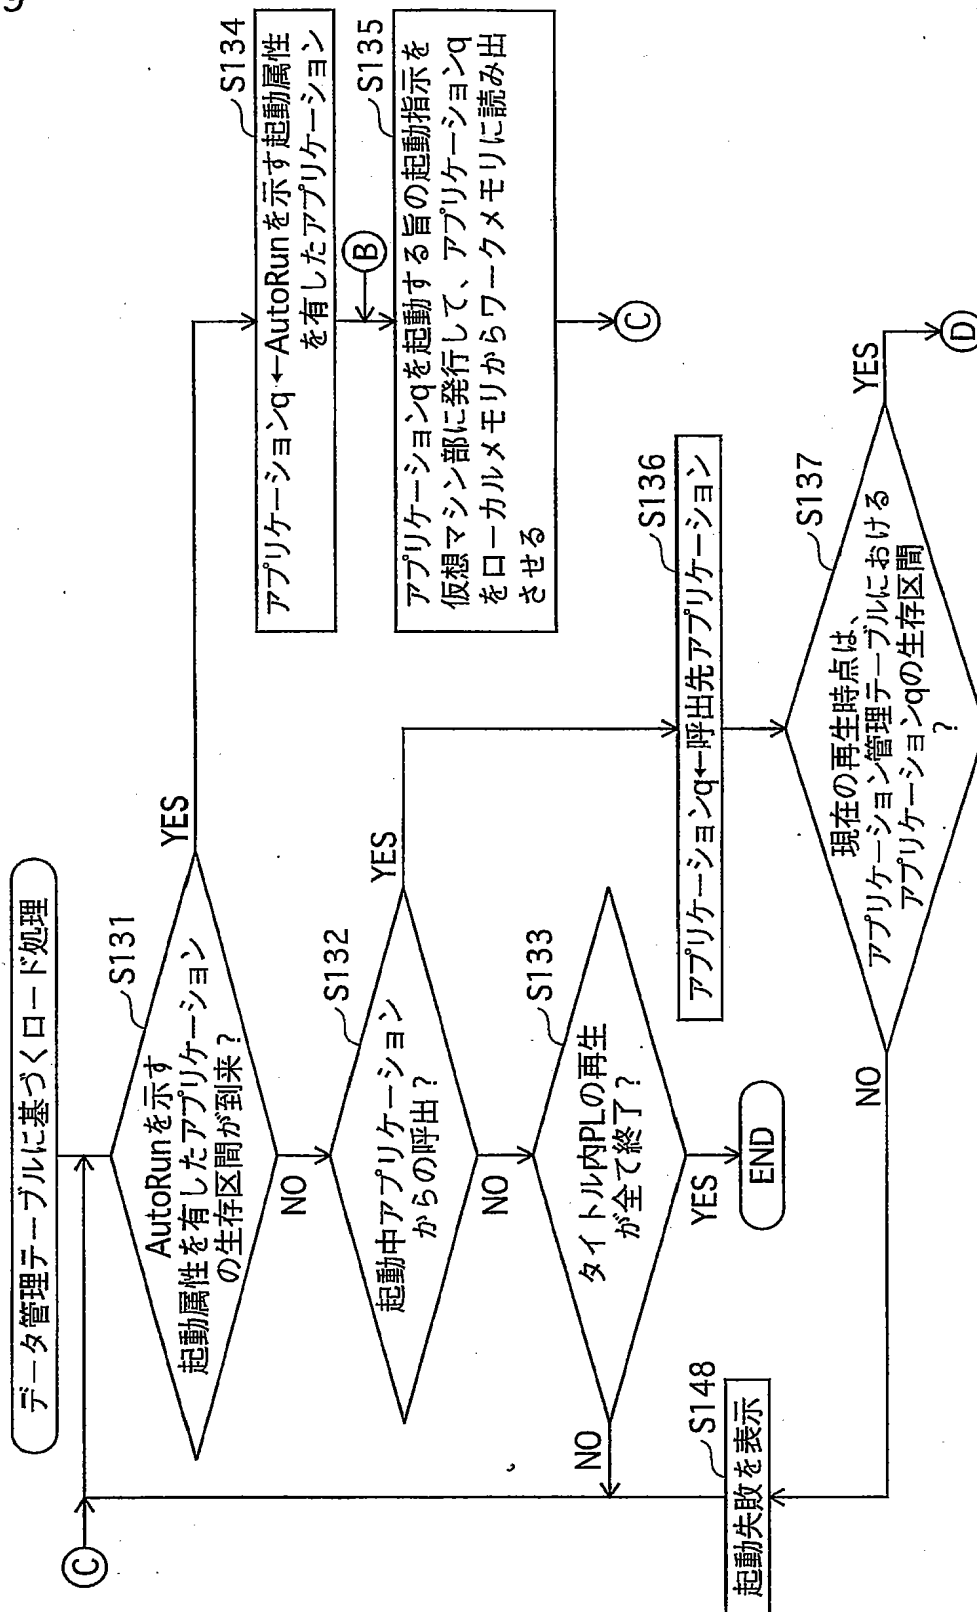 データ管理テーブルに基づくロード処理
C
S131
AutoRunを示す
起動属性を有したアプリケーション
の生存区間が到来?
YES
NO
S132
起動中アプリケーション
からの呼出?
YES
NO
S133
タイトル内PLの再生
が全て終了?
NO
YES
END
S134
アプリケーションq←AutoRunを示す起動属性
を有したアプリケーション
B
S135
アプリケーションqを起動する旨の起動指示を
仮想マシン部に発行して、アプリケーションq
をローカルメモリからワークメモリに読み出
させる
C
S136
アプリケーションq←呼出先アプリケーション
S137
現在の再生時点は、
アプリケーション管理テーブルにおける
アプリケーションqの生存区間
?
YES
D
NO
S148
起動失敗を表示